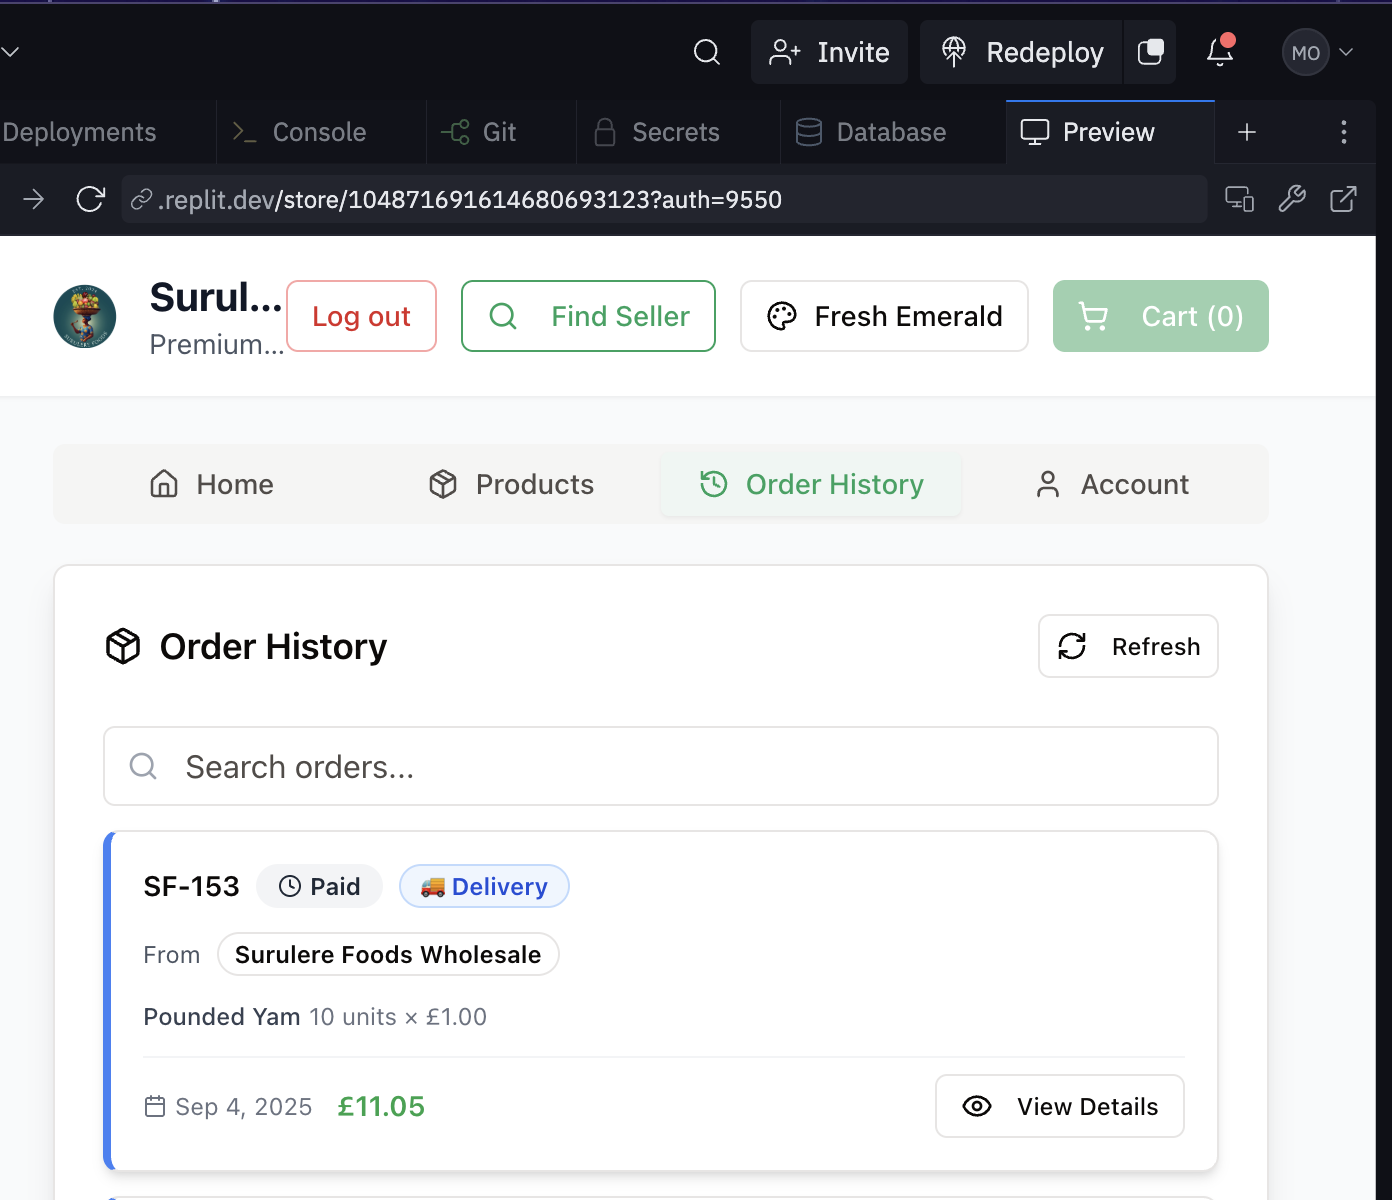 Invite
Redeploy
MO
Deployments
Console
Git
Secrets
Database
Preview
.replit.dev/store/104871691614680693123?auth=9550
Surul...
Premium...
Log out
Find Seller
Fresh Emerald
Cart (0)
Home
Products
Order History
Account
Order History
Refresh
Search orders...
SF-153
Paid
Delivery
From
Surulere Foods Wholesale
Pounded Yam 10 units × £1.00
Sep 4, 2025
£11.05
View Details